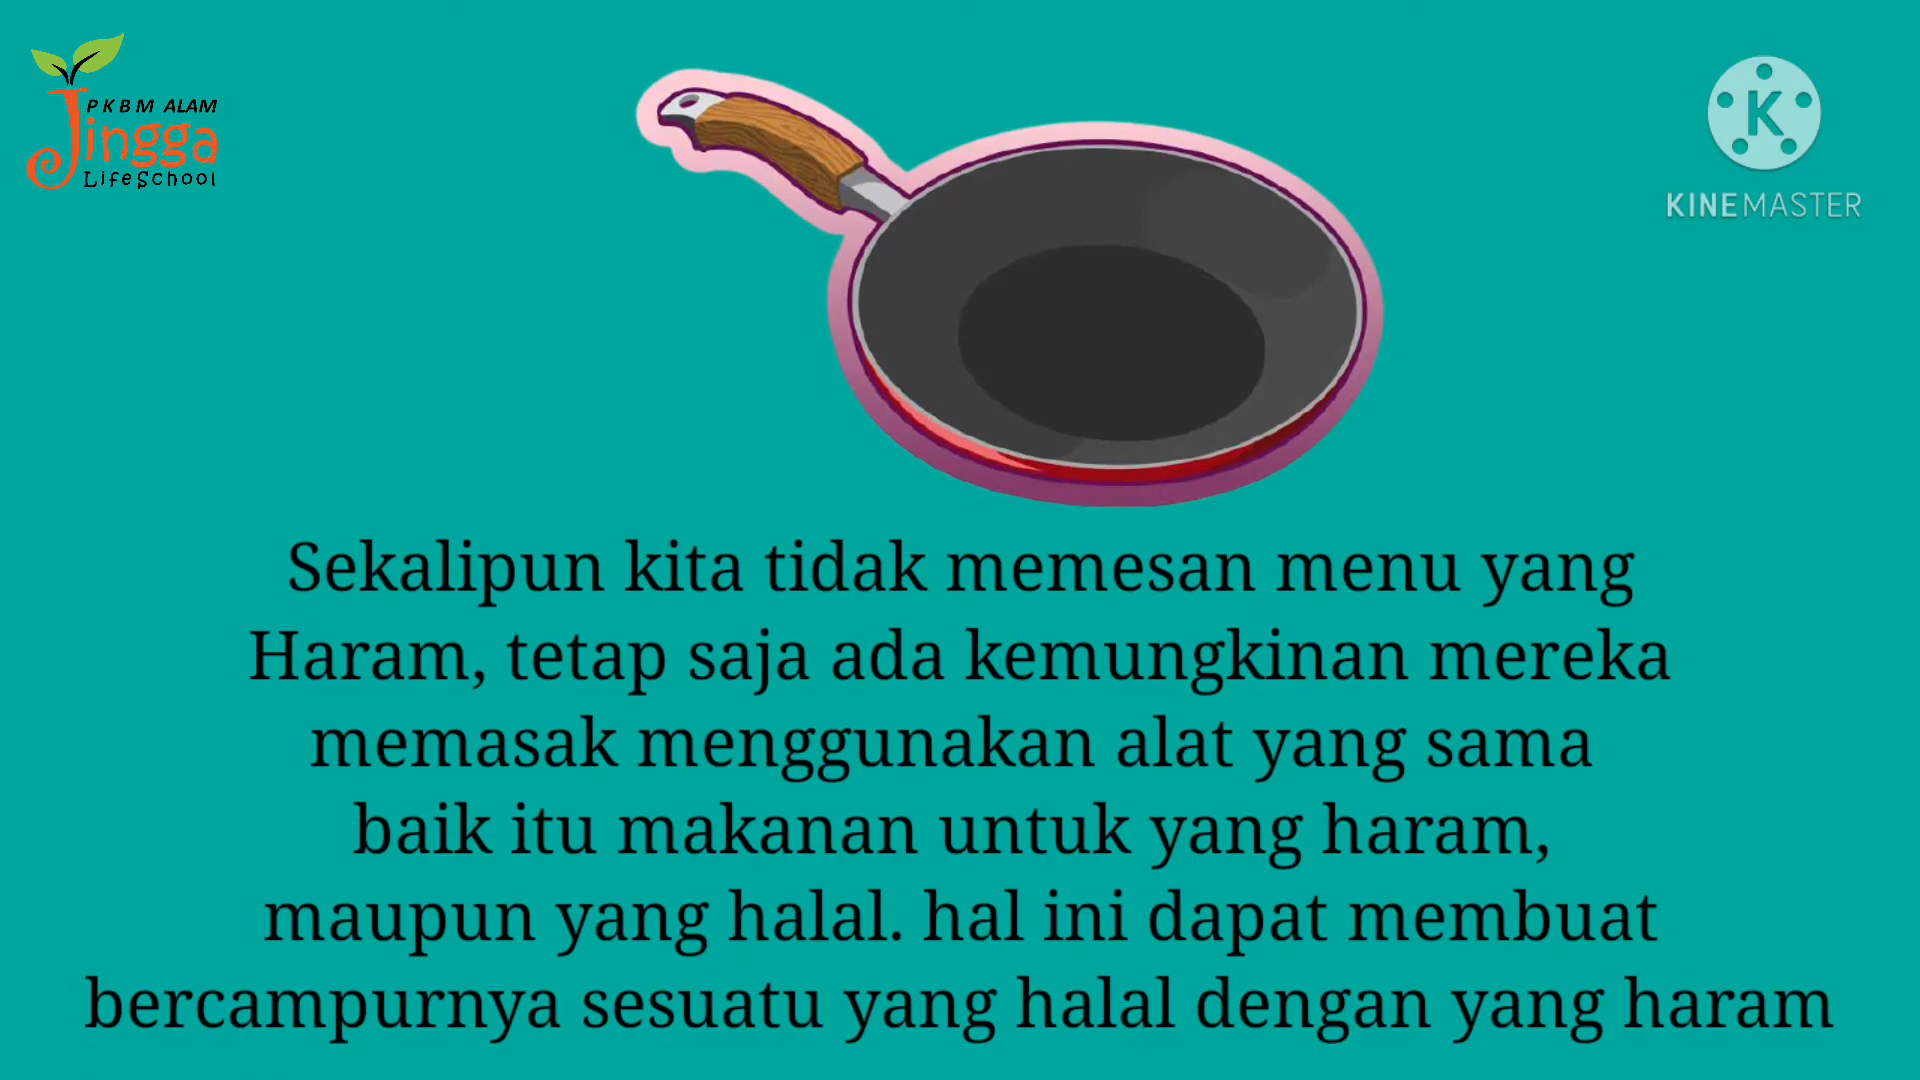 PKBM ALAM
Jingga
LifeSchool
K
KINEMASTER
Sekalipun kita tidak memesan menu yang
Haram, tetap saja ada kemungkinan mereka
memasak menggunakan alat yang sama
baik itu makanan untuk yang haram,
maupun yang halal. hal ini dapat membuat
bercampurnya sesuatu yang halal dengan yang haram